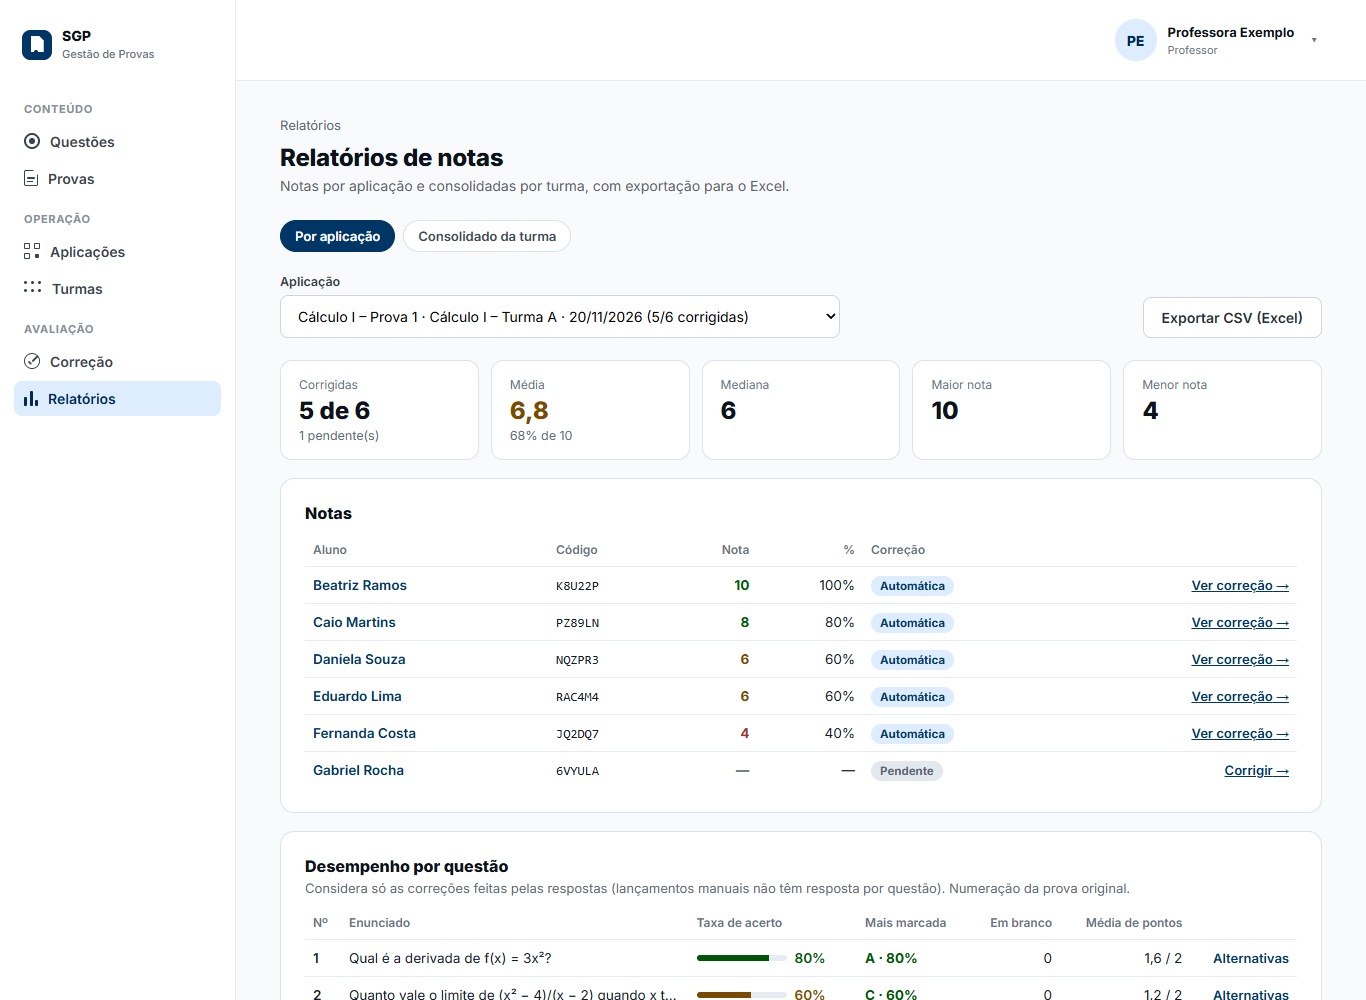 SGP
Gestão de Provas
PE
Professora Exemplo
Professor
CONTEÚDO
Questões
Provas
OPERAÇÃO
Aplicações
Turmas
AVALIAÇÃO
Correção
Relatórios
Relatórios
Relatórios de notas
Notas por aplicação e consolidadas por turma, com exportação para o Excel.
Por aplicação
Consolidado da turma
Aplicação
Cálculo I – Prova 1 · Cálculo I – Turma A · 20/11/2026 (5/6 corrigidas)
Exportar CSV (Excel)
Corrigidas
5 de 6
1 pendente(s)
Média
6,8
68% de 10
Mediana
6
Maior nota
10
Menor nota
4
Notas
Aluno Código Nota % Correção
Beatriz Ramos K8U22P 10 100% Automática Ver correção →
Caio Martins PZ89LN 8 80% Automática Ver correção →
Daniela Souza NQZPR3 6 60% Automática Ver correção →
Eduardo Lima RAC4M4 6 60% Automática Ver correção →
Fernanda Costa JQ2DQ7 4 40% Automática Ver correção →
Gabriel Rocha 6VYULA — — Pendente Corrigir →
Desempenho por questão
Considera só as correções feitas pelas respostas (lançamentos manuais não têm resposta por questão). Numeração da prova original.
Nº Enunciado Taxa de acerto Mais marcada Em branco Média de pontos
1 Qual é a derivada de f(x) = 3x²? 80% A · 80% 0 1,6 / 2 Alternativas
2 Quanto vale o limite de (x² − 4)/(x − 2) quando x t... 60% C · 60% 0 1,2 / 2 Alternativas